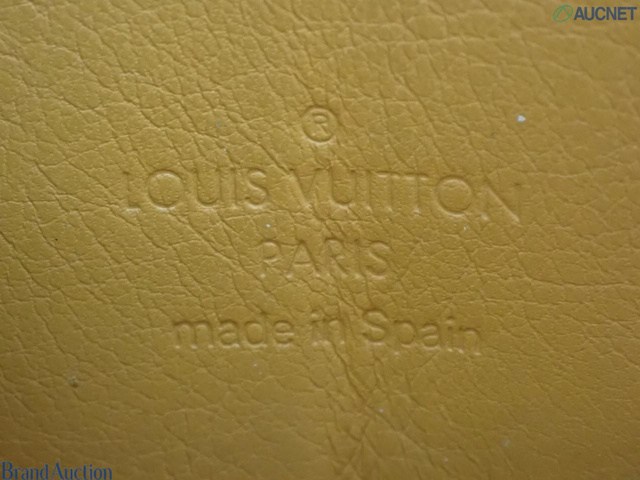 AUCNET
®
LOUIS VUITTON
PARIS
made in Spain
Brand Auction